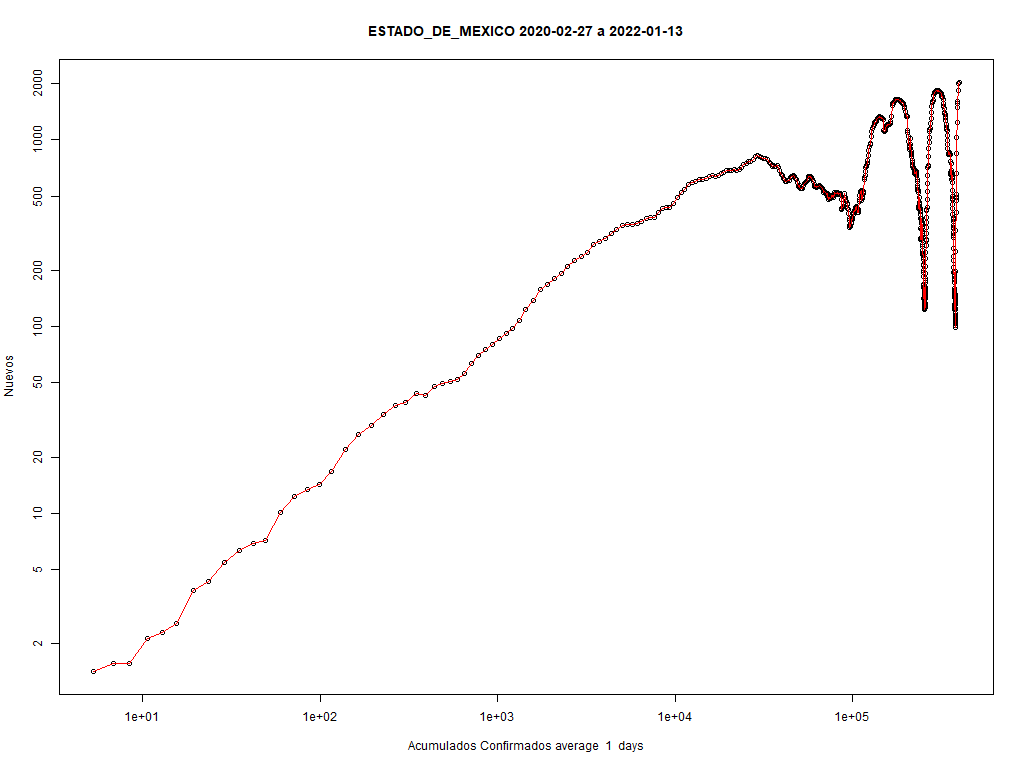 ESTADO_DE_MEXICO 2020-02-27 a 2022-01-13
Nuevos
2000
1000
500
200
100
50
20
10
5
2
1e+01 1e+02 1e+03 1e+04 1e+05
Acumulados Confirmados average 1 days